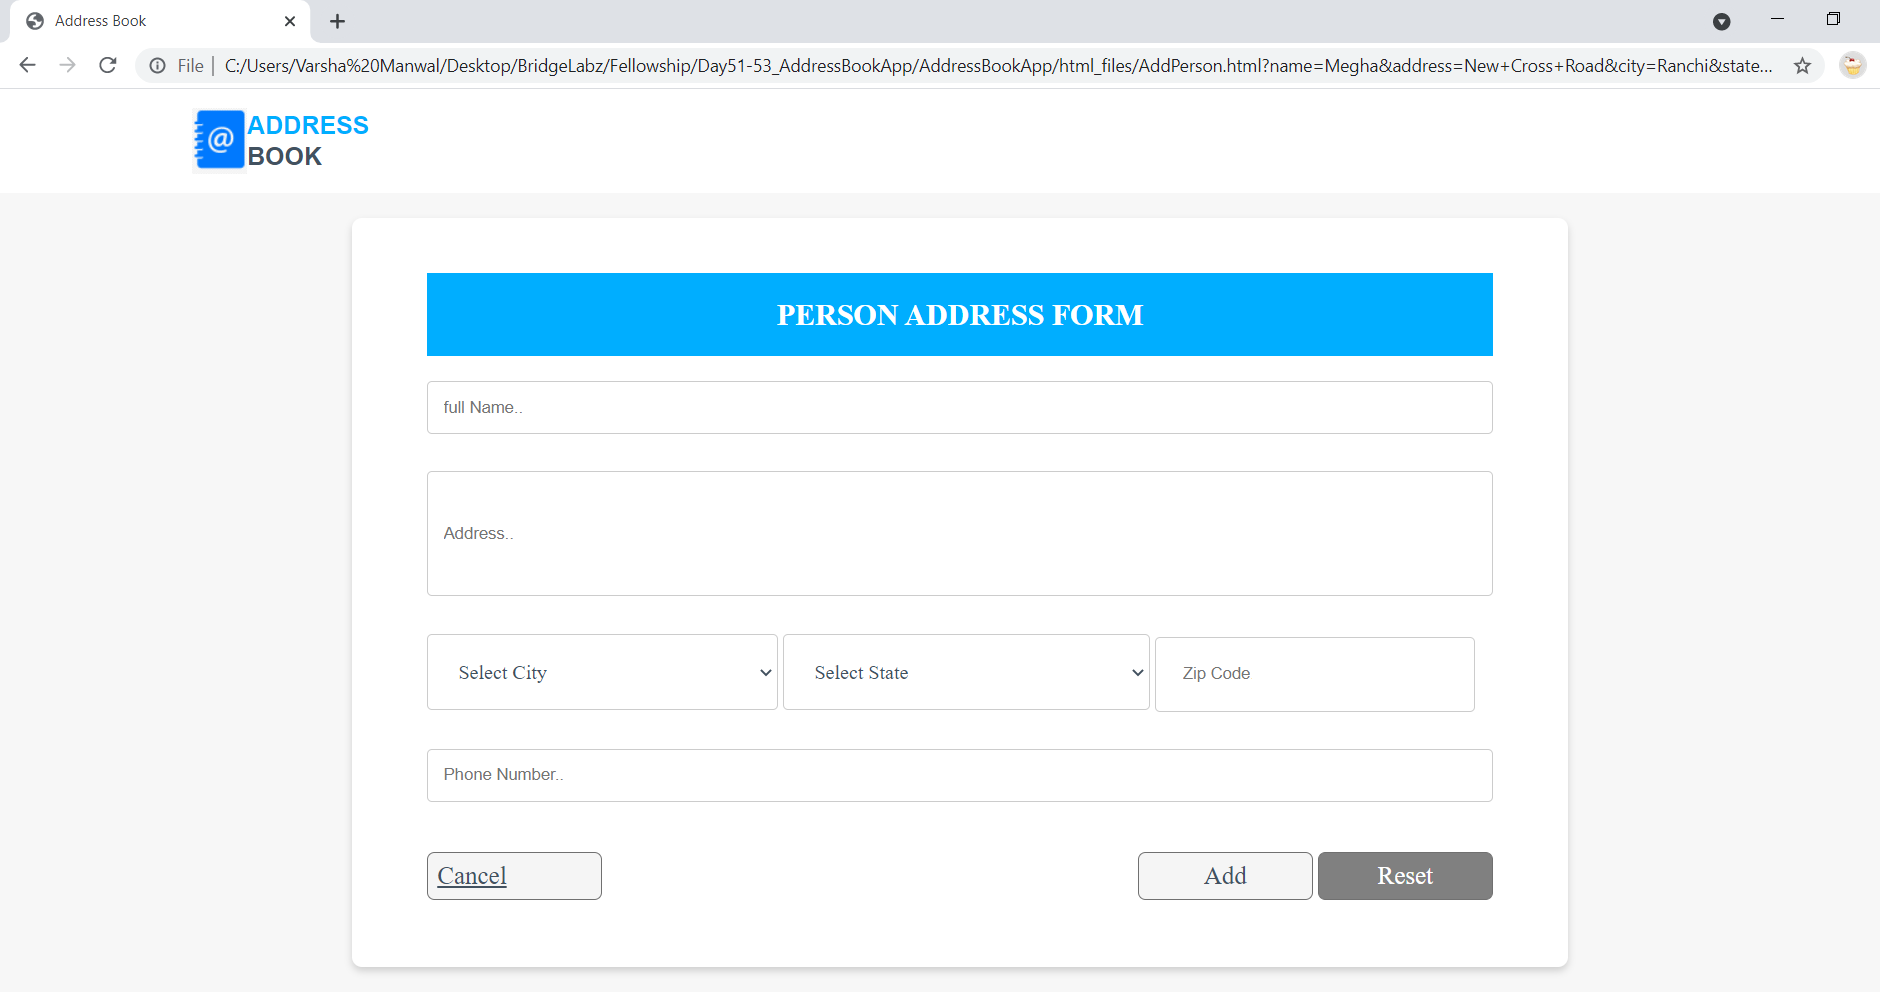 Address Book
File
C:/Users/Varsha%20Manwal/Desktop/BridgeLabz/Fellowship/Day51-53_AddressBookApp/AddressBookApp/html_files/AddPerson.html?name=Megha&address=New+Cross+Road&city=Ranchi&state...
@
ADDRESS
BOOK
PERSON ADDRESS FORM
full Name..
Address..
Select City
Select State
Zip Code
Phone Number..
Cancel
Add
Reset